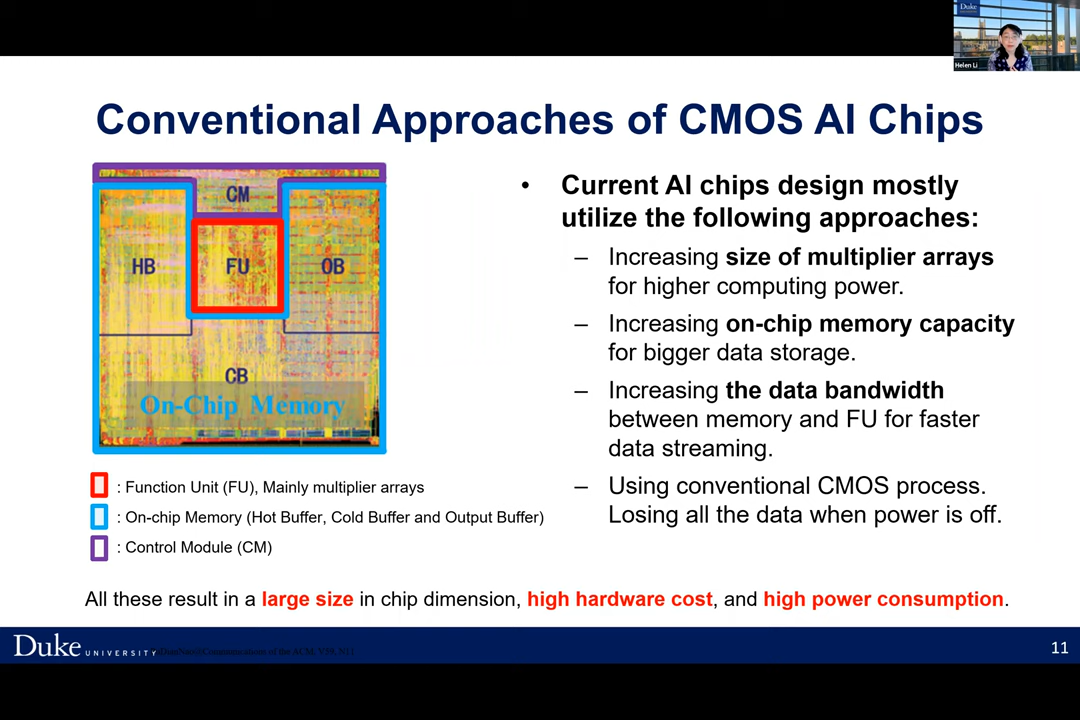 Duke
Helen Li
Conventional Approaches of CMOS AI Chips
CM
HB
FU
OB
CB
On-Chip Memory
: Function Unit (FU), Mainly multiplier arrays
: On-chip Memory (Hot Buffer, Cold Buffer and Output Buffer)
: Control Module (CM)
• Current AI chips design mostly
utilize the following approaches:
– Increasing size of multiplier arrays
for higher computing power.
– Increasing on-chip memory capacity
for bigger data storage.
– Increasing the data bandwidth
between memory and FU for faster
data streaming.
– Using conventional CMOS process.
Losing all the data when power is off.
All these result in a large size in chip dimension, high hardware cost, and high power consumption.
Duke UNIVERSITY
Communications of the ACM, V59, N11
11